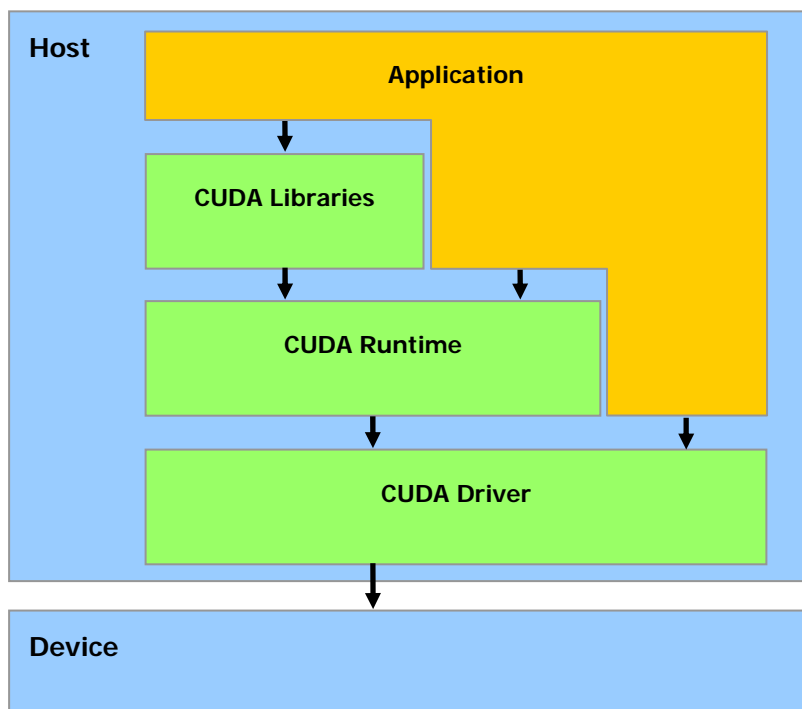 Host
Application
CUDA Libraries
CUDA Runtime
CUDA Driver
Device